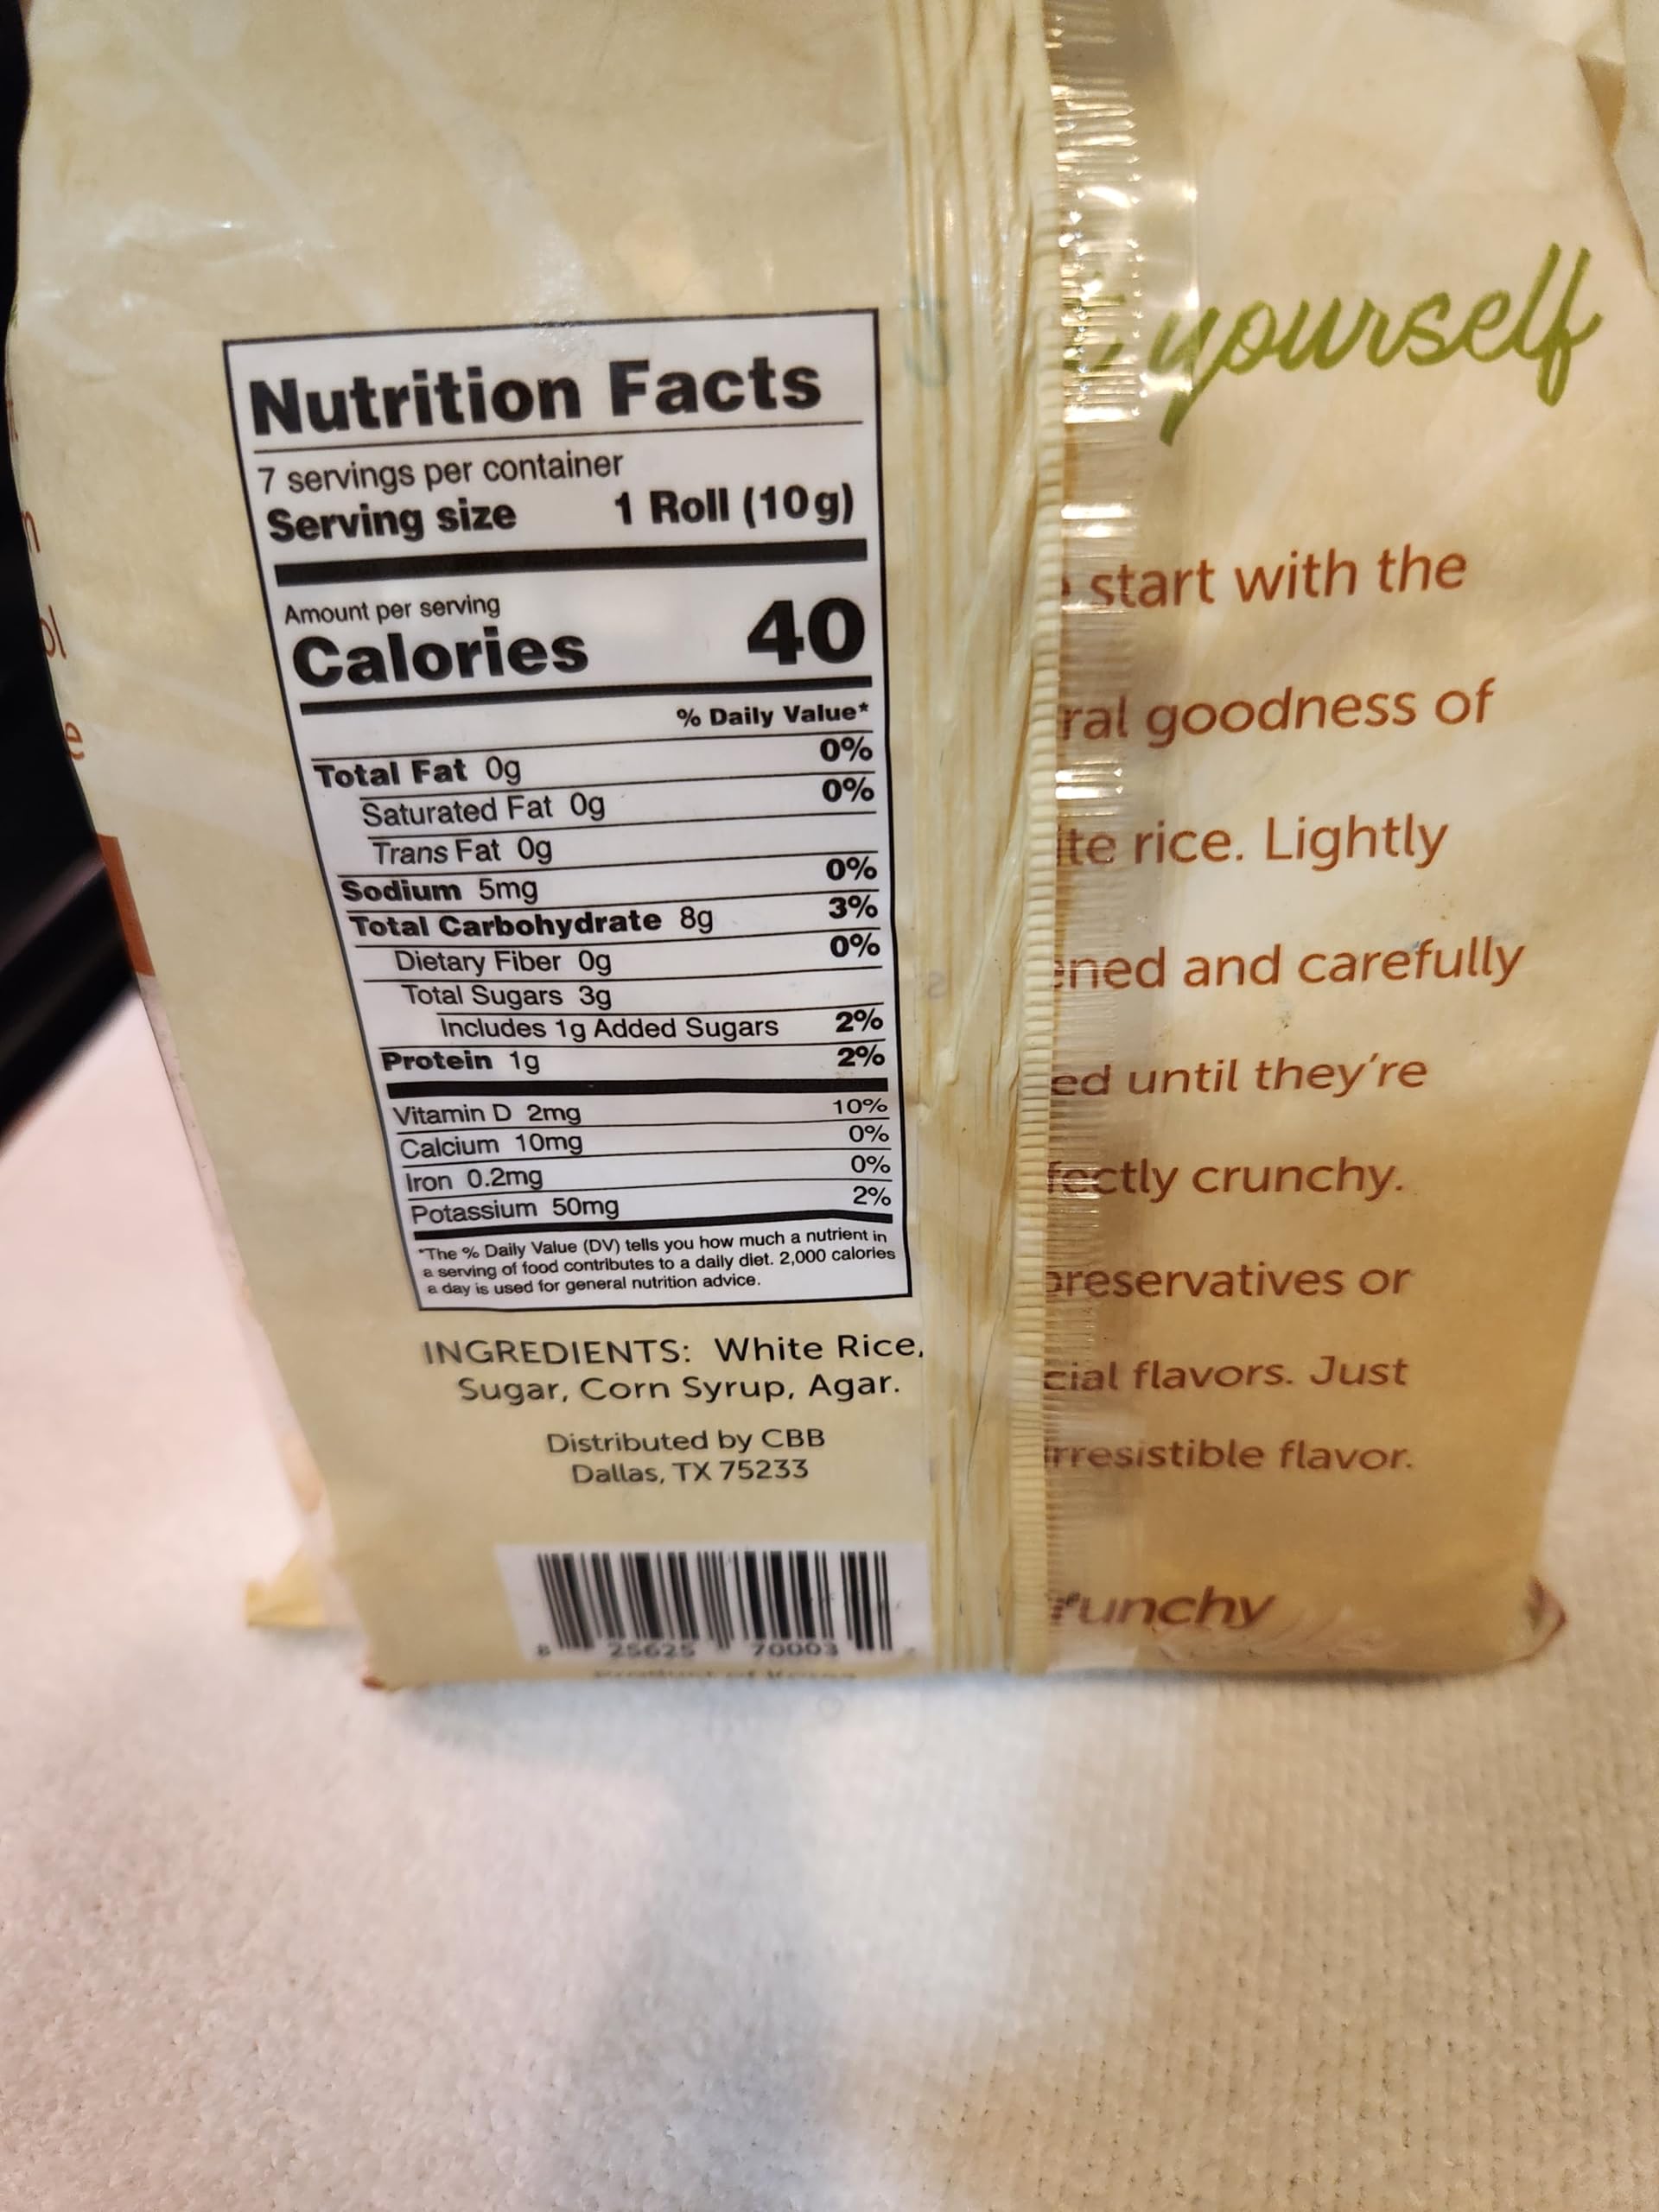 Nutrition Facts
7 servings per container
Serving size 1 Roll (10g)
Amount per serving
Calories 40
% Daily Value*
Total Fat 0g 0%
Saturated Fat 0g 0%
Trans Fat 0g
Sodium 5mg 0%
Total Carbohydrate 8g 3%
Dietary Fiber 0g 0%
Total Sugars 3g
Includes 1g Added Sugars 2%
Protein 1g 2%
Vitamin D 2mg 10%
Calcium 10mg 0%
Iron 0.2mg 0%
Potassium 50mg 2%
*The % Daily Value (DV) tells you how much a nutrient in
a serving of food contributes to a daily diet. 2,000 calories
a day is used for general nutrition advice.
INGREDIENTS: White Rice,
Sugar, Corn Syrup, Agar.
Distributed by CBB
Dallas, TX 75233
8 25625 70003
yourself
start with the
ral goodness of
ite rice. Lightly
ened and carefully
ed until they're
fectly crunchy.
preservatives or
cial flavors. Just
irresistible flavor.
runchy